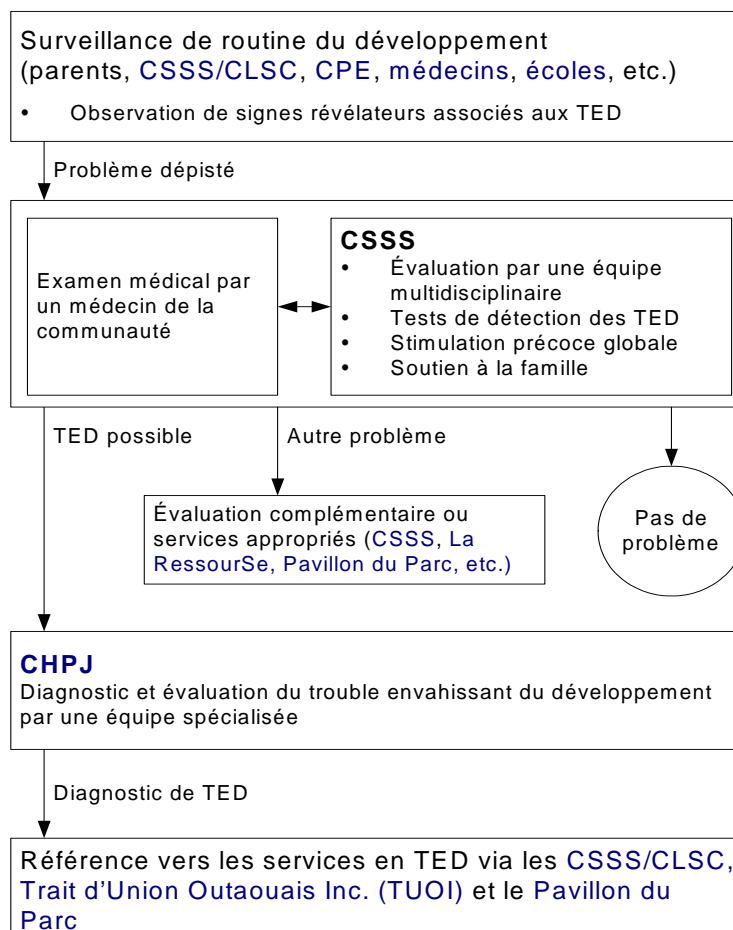 Surveillance de routine du développement
(parents, CSSS/CLSC, CPE, médecins, écoles, etc.)
• Observation de signes révélateurs associés aux TED
Problème dépisté
Examen médical par
un médecin de la
communauté
CSSS
• Évaluation par une équipe
multidisciplinaire
• Tests de détection des TED
• Stimulation précoce globale
• Soutien à la famille
TED possible
Autre problème
Évaluation complémentaire ou
services appropriés (CSSS, La
RessourSe, Pavillon du Parc, etc.)
Pas de
problème
CHPJ
Diagnostic et évaluation du trouble envahissant du développement
par une équipe spécialisée
Diagnostic de TED
Référence vers les services en TED via les CSSS/CLSC,
Trait d'Union Outaouais Inc. (TUOI) et le Pavillon du
Parc